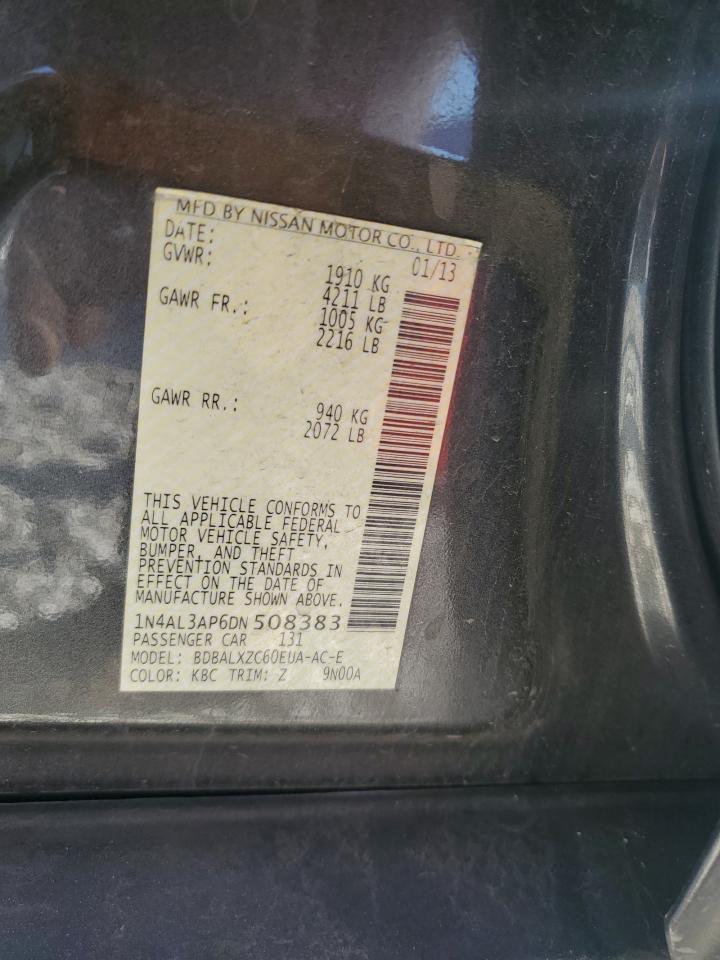 MFD BY NISSAN MOTOR CO., LTD.
DATE: 01/13
GVWR: 1910 KG
4211 LB
GAWR FR.: 1005 KG
2216 LB
GAWR RR.: 940 KG
2072 LB
THIS VEHICLE CONFORMS TO
ALL APPLICABLE FEDERAL
MOTOR VEHICLE SAFETY,
BUMPER, AND THEFT
PREVENTION STANDARDS IN
EFFECT ON THE DATE OF
MANUFACTURE SHOWN ABOVE.
1N4AL3AP6DN508383
PASSENGER CAR 131
MODEL: BDBALXZC60EUA-AC-E
COLOR: KBC TRIM: Z 9N00A